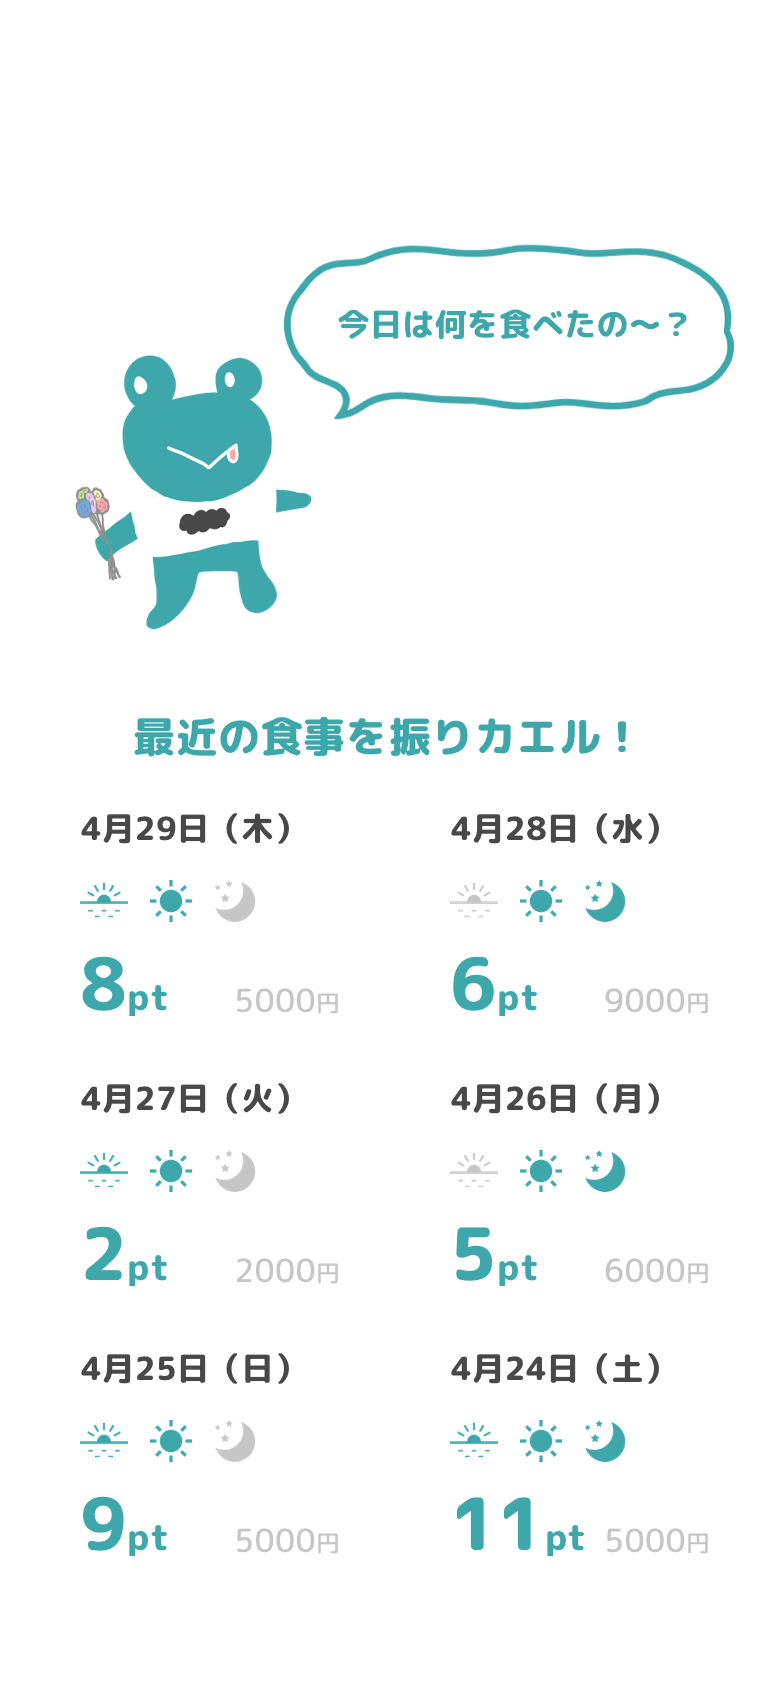 今日は何を食べたの〜？
最近の食事を振りカエル！
4月29日（木）
8pt 5000円
4月28日（水）
6pt 9000円
4月27日（火）
2pt 2000円
4月26日（月）
5pt 6000円
4月25日（日）
9pt 5000円
4月24日（土）
11pt 5000円